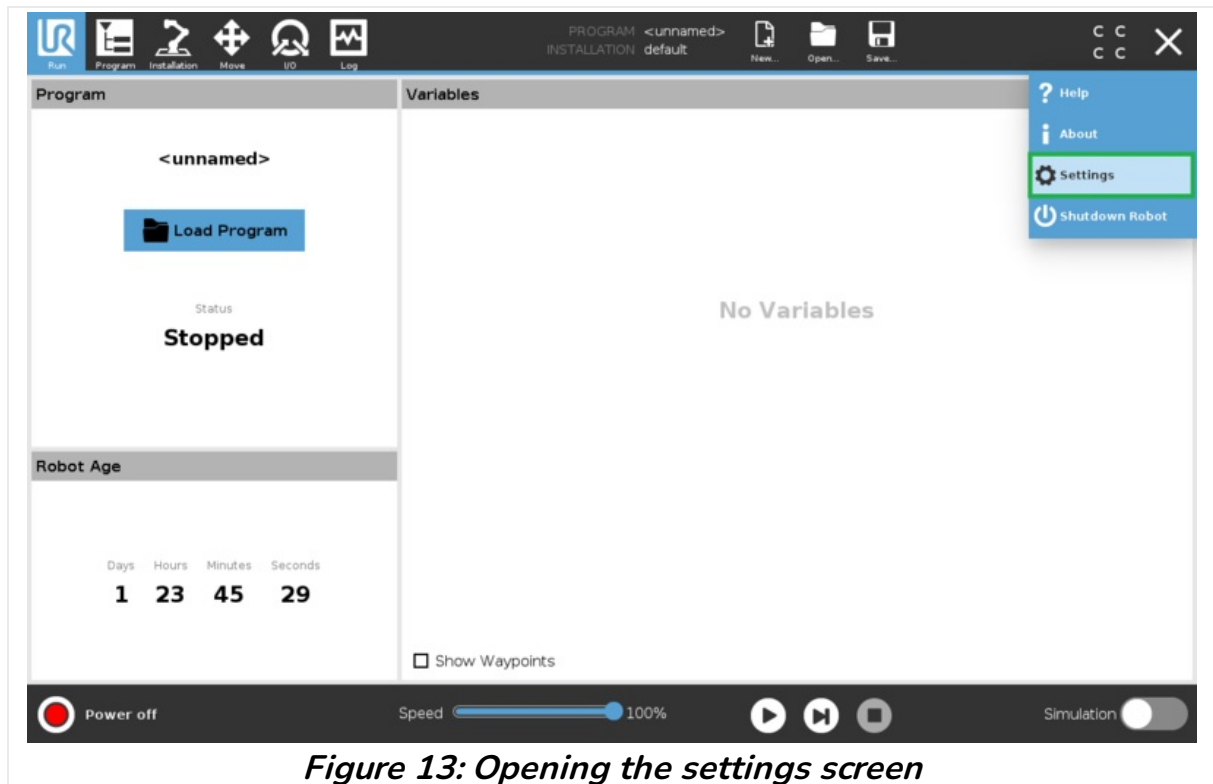 UR
Run Program Installation Move I/O Log
PROGRAM <unnamed>
INSTALLATION default
New... Open... Save...
C C
C C
Program
Variables
? Help
i About
Settings
Shutdown Robot
<unnamed>
Load Program
Status
Stopped
No Variables
Robot Age
Days Hours Minutes Seconds
1 23 45 29
Show Waypoints
Power off
Speed 100%
Simulation
Figure 13: Opening the settings screen